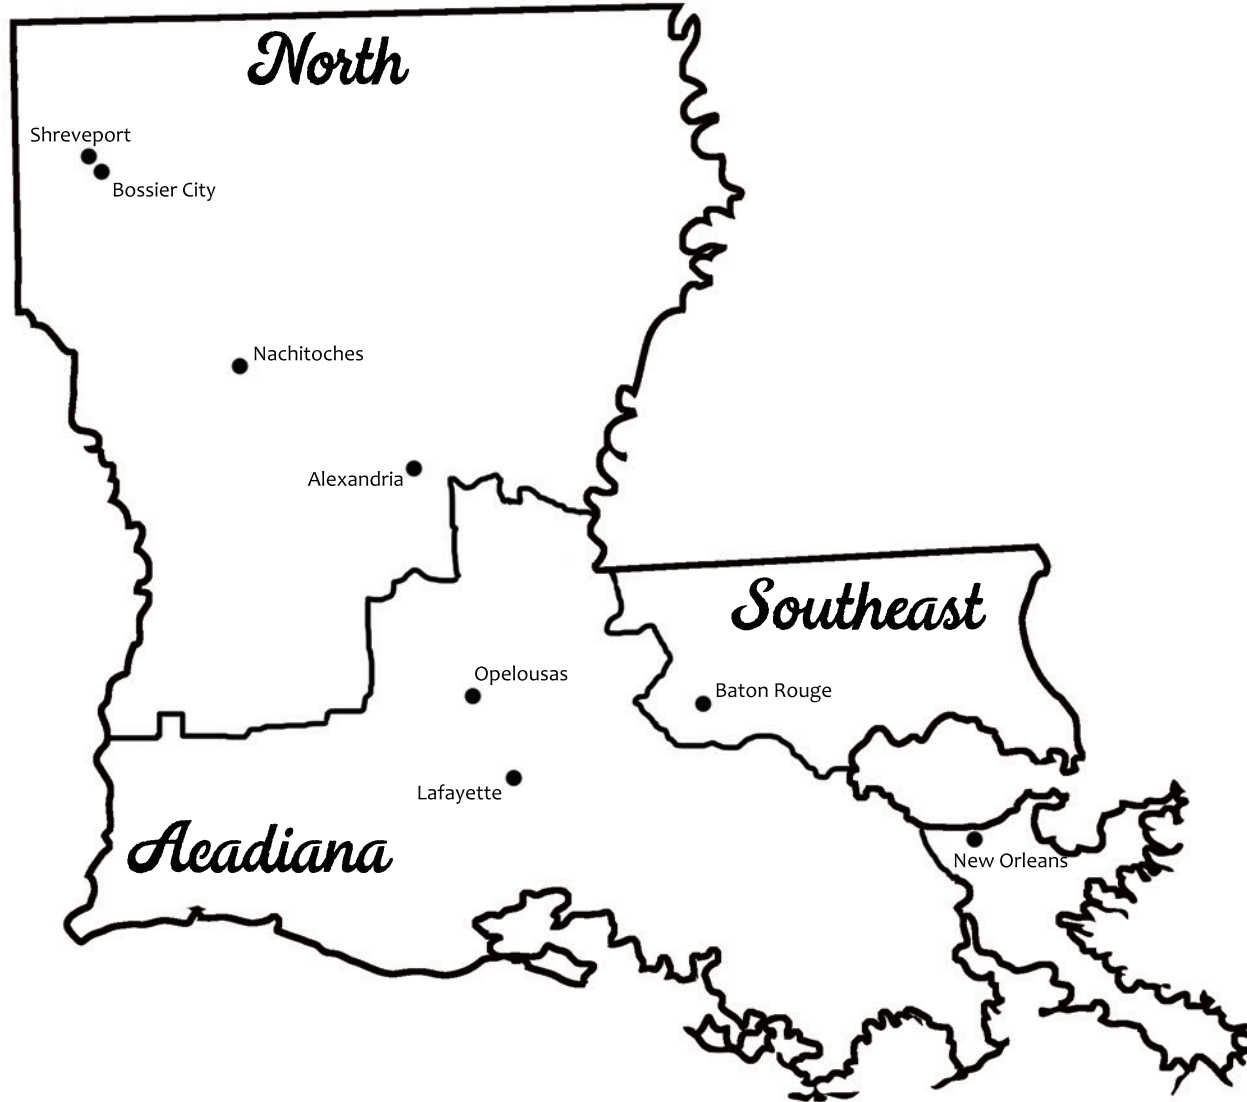 North
Shreveport
Bossier City
Nachitoches
Alexandria
Southeast
Opelousas
Baton Rouge
Lafayette
Acadiana
New Orleans